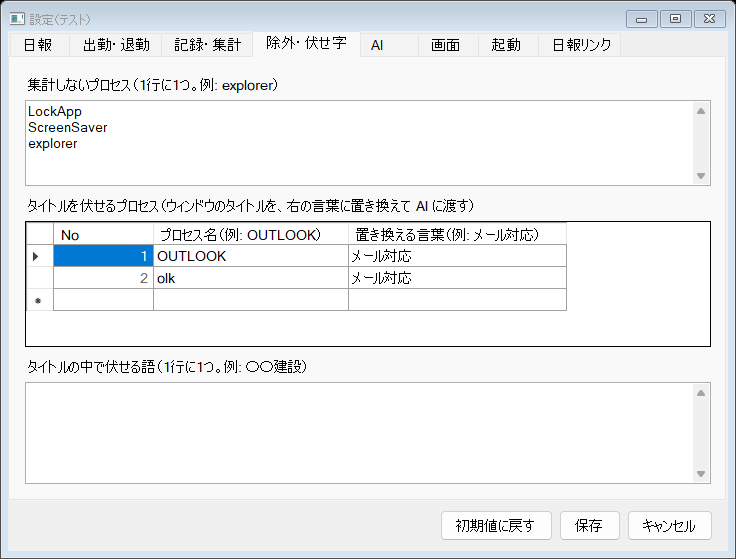 設定(テスト)
日報 出勤・退勤 記録・集計 除外・伏せ字 AI 画面 起動 日報リンク
集計しないプロセス(1行に1つ。例: explorer)
LockApp
ScreenSaver
explorer
タイトルを伏せるプロセス(ウィンドウのタイトルを、右の言葉に置き換えて AI に渡す)
No プロセス名(例: OUTLOOK) 置き換える言葉(例: メール対応)
1 OUTLOOK メール対応
2 olk メール対応
タイトルの中で伏せる語(1行に1つ。例: 〇〇建設)
初期値に戻す 保存 キャンセル